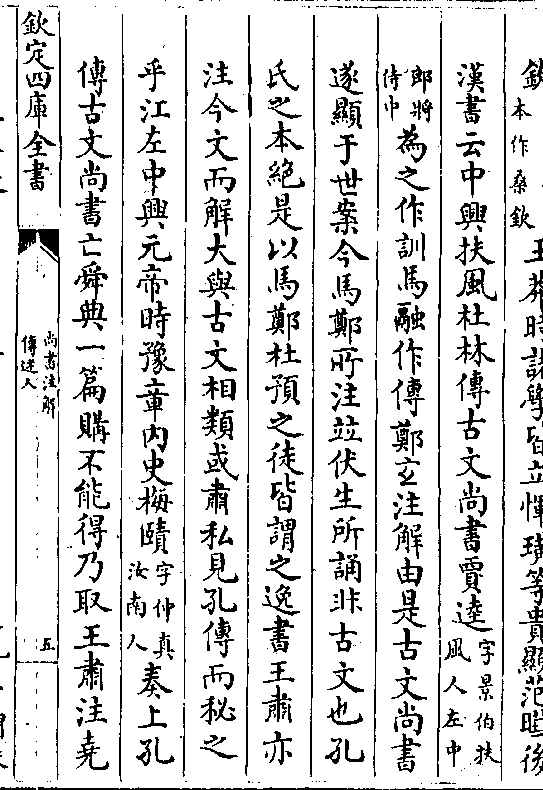 欽本作桑欽王莽時諸學皆立惲璜等貴顯范曄後
漢書云中興扶風杜林傳古文尚書賈逵字景伯扶風人左中
郎將侍中為之作訓馬融作傳鄭玄注解由是古文尚書
遂顯于世案今馬鄭所注並伏生所誦非古文也孔
氏之本絶是以馬鄭杜預之徒皆謂之逸書王肅亦
注今文而解大與古文相類或肅私見孔傳而秘之
乎江左中興元帝時豫章内史梅賾字仲真汝南人奏上孔
傳古文尚書亡舜典一篇購不能得乃取王肅注堯
欽定四庫全書
尚書注解傳述人
五